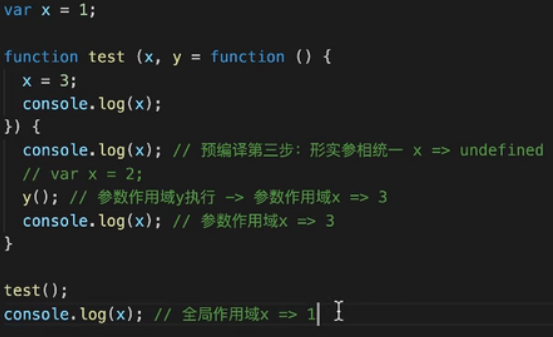 var x = 1;
function test (x, y = function () {
x = 3;
console.log(x);
}) {
console.log(x); // 预编译第三步: 形实参相统一 x => undefined
// var x = 2;
y(); // 参数作用域y执行 -> 参数作用域x => 3
console.log(x); // 参数作用域x => 3
}
test();
console.log(x); // 全局作用域x => 1